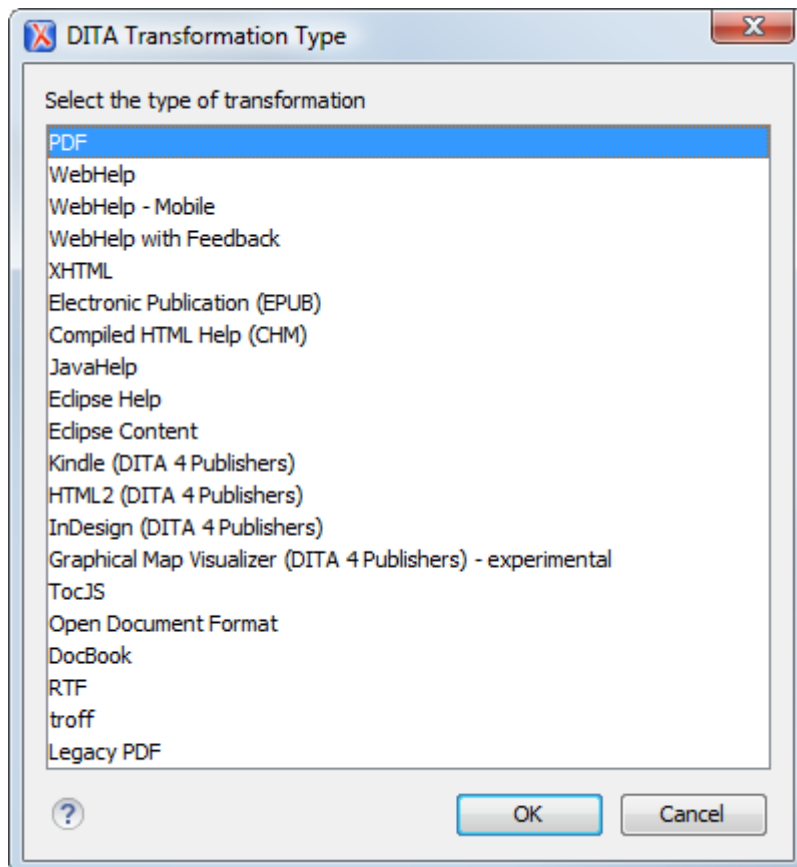 DITA Transformation Type
Select the type of transformation
PDF
WebHelp
WebHelp - Mobile
WebHelp with Feedback
XHTML
Electronic Publication (EPUB)
Compiled HTML Help (CHM)
JavaHelp
Eclipse Help
Eclipse Content
Kindle (DITA 4 Publishers)
HTML2 (DITA 4 Publishers)
InDesign (DITA 4 Publishers)
Graphical Map Visualizer (DITA 4 Publishers) - experimental
TocJS
Open Document Format
DocBook
RTF
troff
Legacy PDF
? OK Cancel